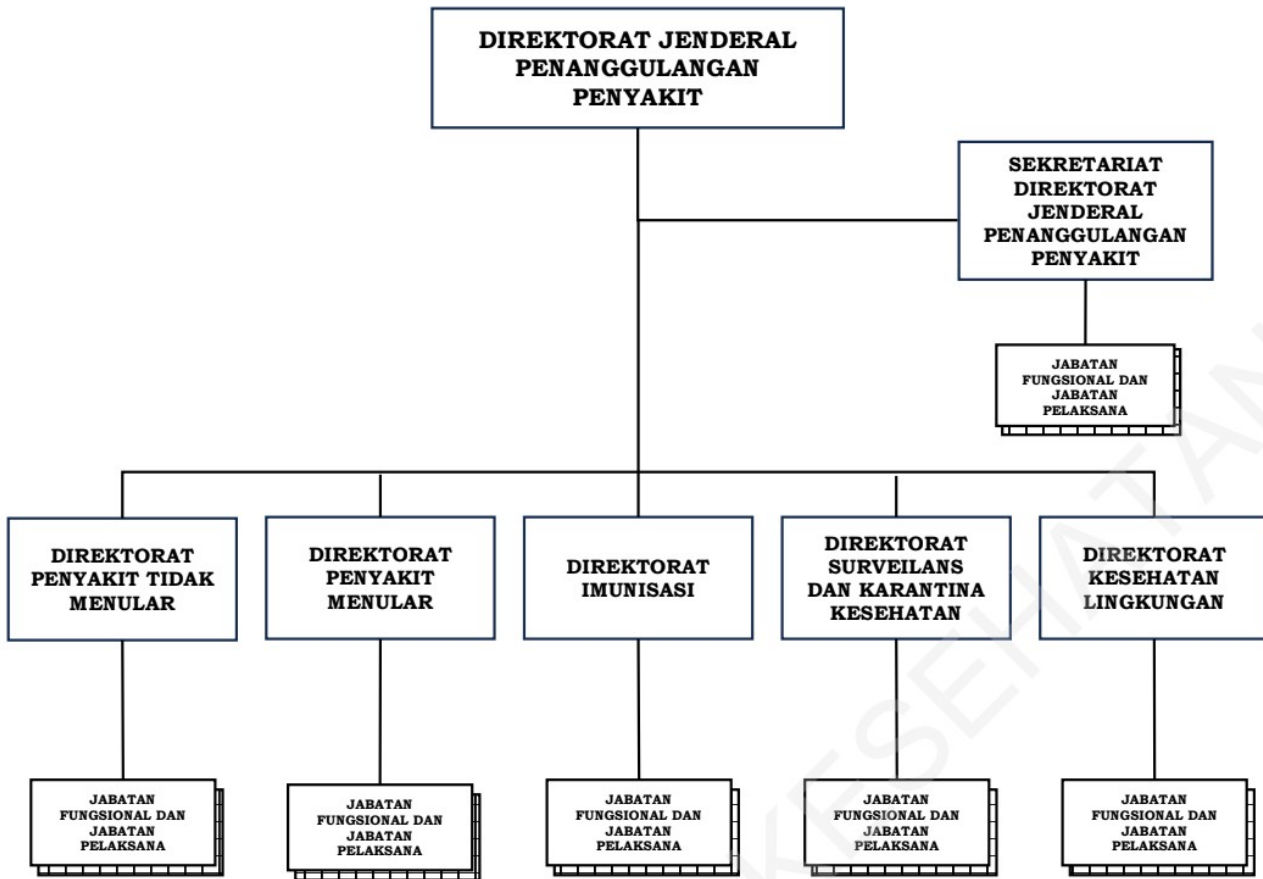 DIREKTORAT JENDERAL
PENANGGULANGAN
PENYAKIT
SEKRETARIAT
DIREKTORAT
JENDERAL
PENANGGULANGAN
PENYAKIT
JABATAN
FUNGSIONAL DAN
JABATAN
PELAKSANA
DIREKTORAT
PENYAKIT TIDAK
MENULAR
DIREKTORAT
PENYAKIT
MENULAR
DIREKTORAT
IMUNISASI
DIREKTORAT
SURVEILANS
DAN KARANTINA
KESEHATAN
DIREKTORAT
KESEHATAN
LINGKUNGAN
JABATAN
FUNGSIONAL DAN
JABATAN
PELAKSANA
JABATAN
FUNGSIONAL DAN
JABATAN
PELAKSANA
JABATAN
FUNGSIONAL DAN
JABATAN
PELAKSANA
JABATAN
FUNGSIONAL DAN
JABATAN
PELAKSANA
JABATAN
FUNGSIONAL DAN
JABATAN
PELAKSANA
KESEHATAN